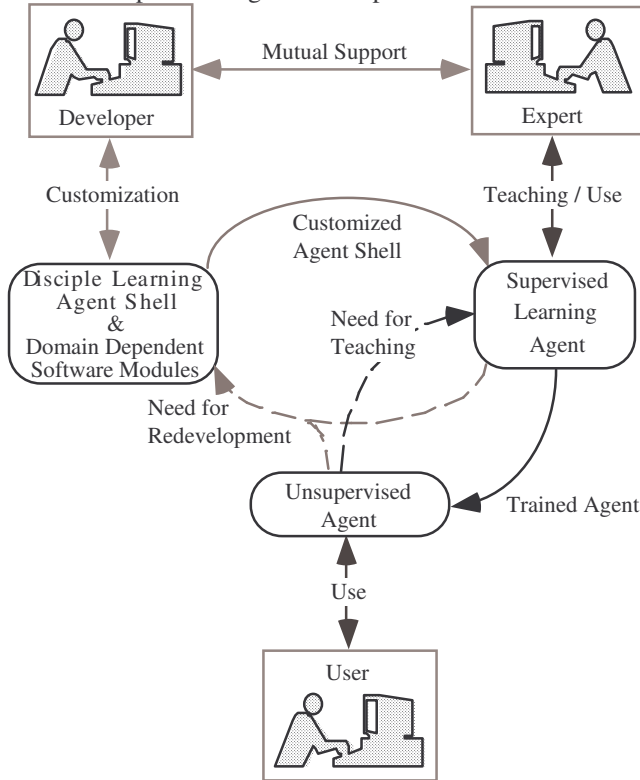 Mutual Support
Developer
Expert
Customization
Teaching / Use
Customized
Agent Shell
Disciple Learning
Agent Shell
&
Domain Dependent
Software Modules
Supervised
Learning
Agent
Need for
Teaching
Need for
Redevelopment
Unsupervised
Agent
Trained Agent
Use
User